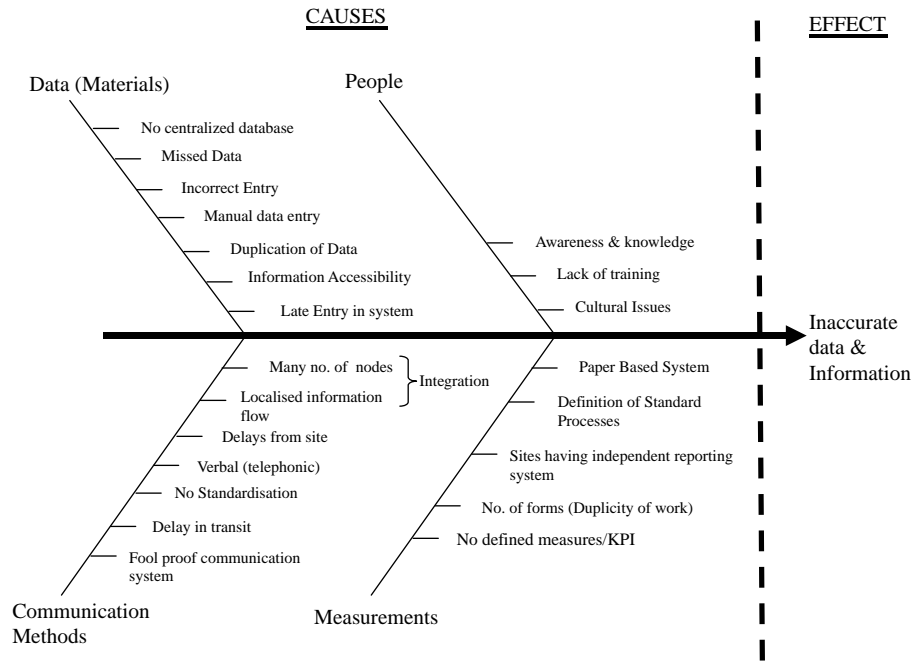 CAUSES
EFFECT
Data (Materials)
No centralized database
Missed Data
Incorrect Entry
Manual data entry
Duplication of Data
Information Accessibility
Late Entry in system
People
Awareness & knowledge
Lack of training
Cultural Issues
Inaccurate
data &
Information
Many no. of nodes
Localised information
flow
Integration
Delays from site
Verbal (telephonic)
No Standardisation
Delay in transit
Fool proof communication
system
Communication
Methods
Paper Based System
Definition of Standard
Processes
Sites having independent reporting
system
No. of forms (Duplicity of work)
No defined measures/KPI
Measurements